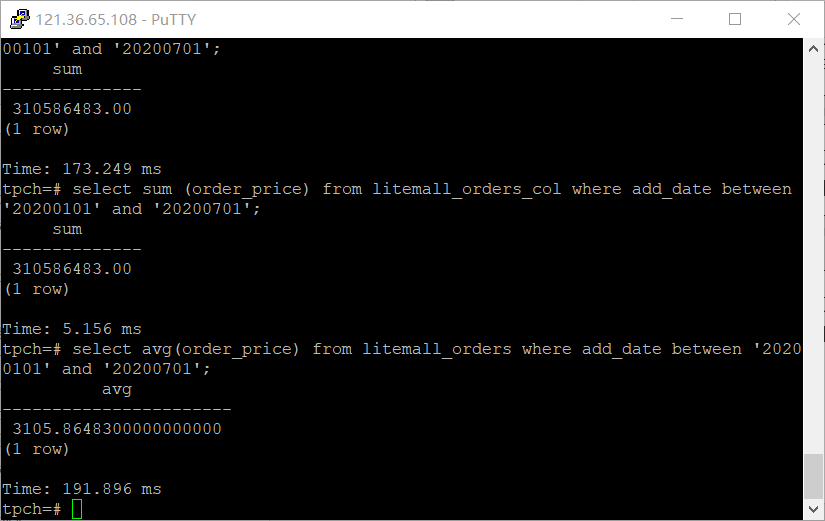 121.36.65.108 - PuTTY
00101' and '20200701';
sum
--------------
310586483.00
(1 row)
Time: 173.249 ms
tpch=# select sum (order_price) from litemall_orders_col where add_date between
'20200101' and '20200701';
sum
--------------
310586483.00
(1 row)
Time: 5.156 ms
tpch=# select avg(order_price) from litemall_orders where add_date between '2020
0101' and '20200701';
avg
-----------------------
3105.8648300000000000
(1 row)
Time: 191.896 ms
tpch=#